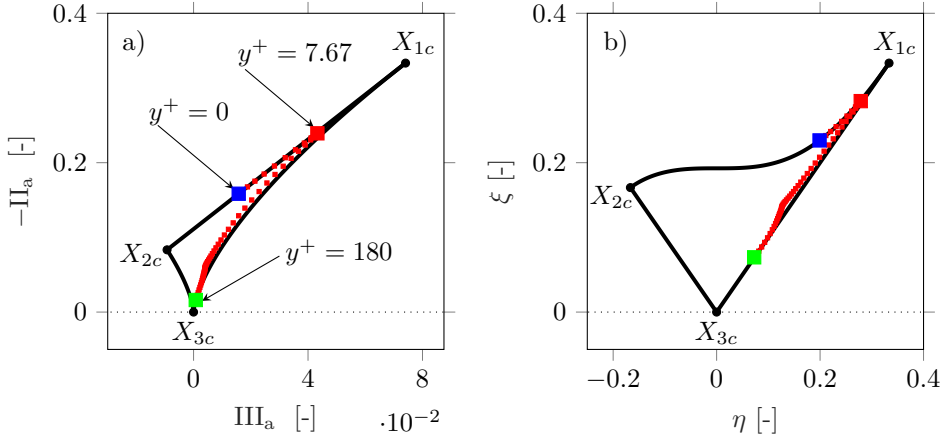 a)
X1c
y+ = 7.67
y+ = 0
X2c
y+ = 180
X3c
0.4
0.2
0
−IIa [-]
0 4 8
·10−2
IIIa [-]
b)
X1c
X2c
X3c
0.4
0.2
0
ξ [-]
−0.2 0 0.2 0.4
η [-]